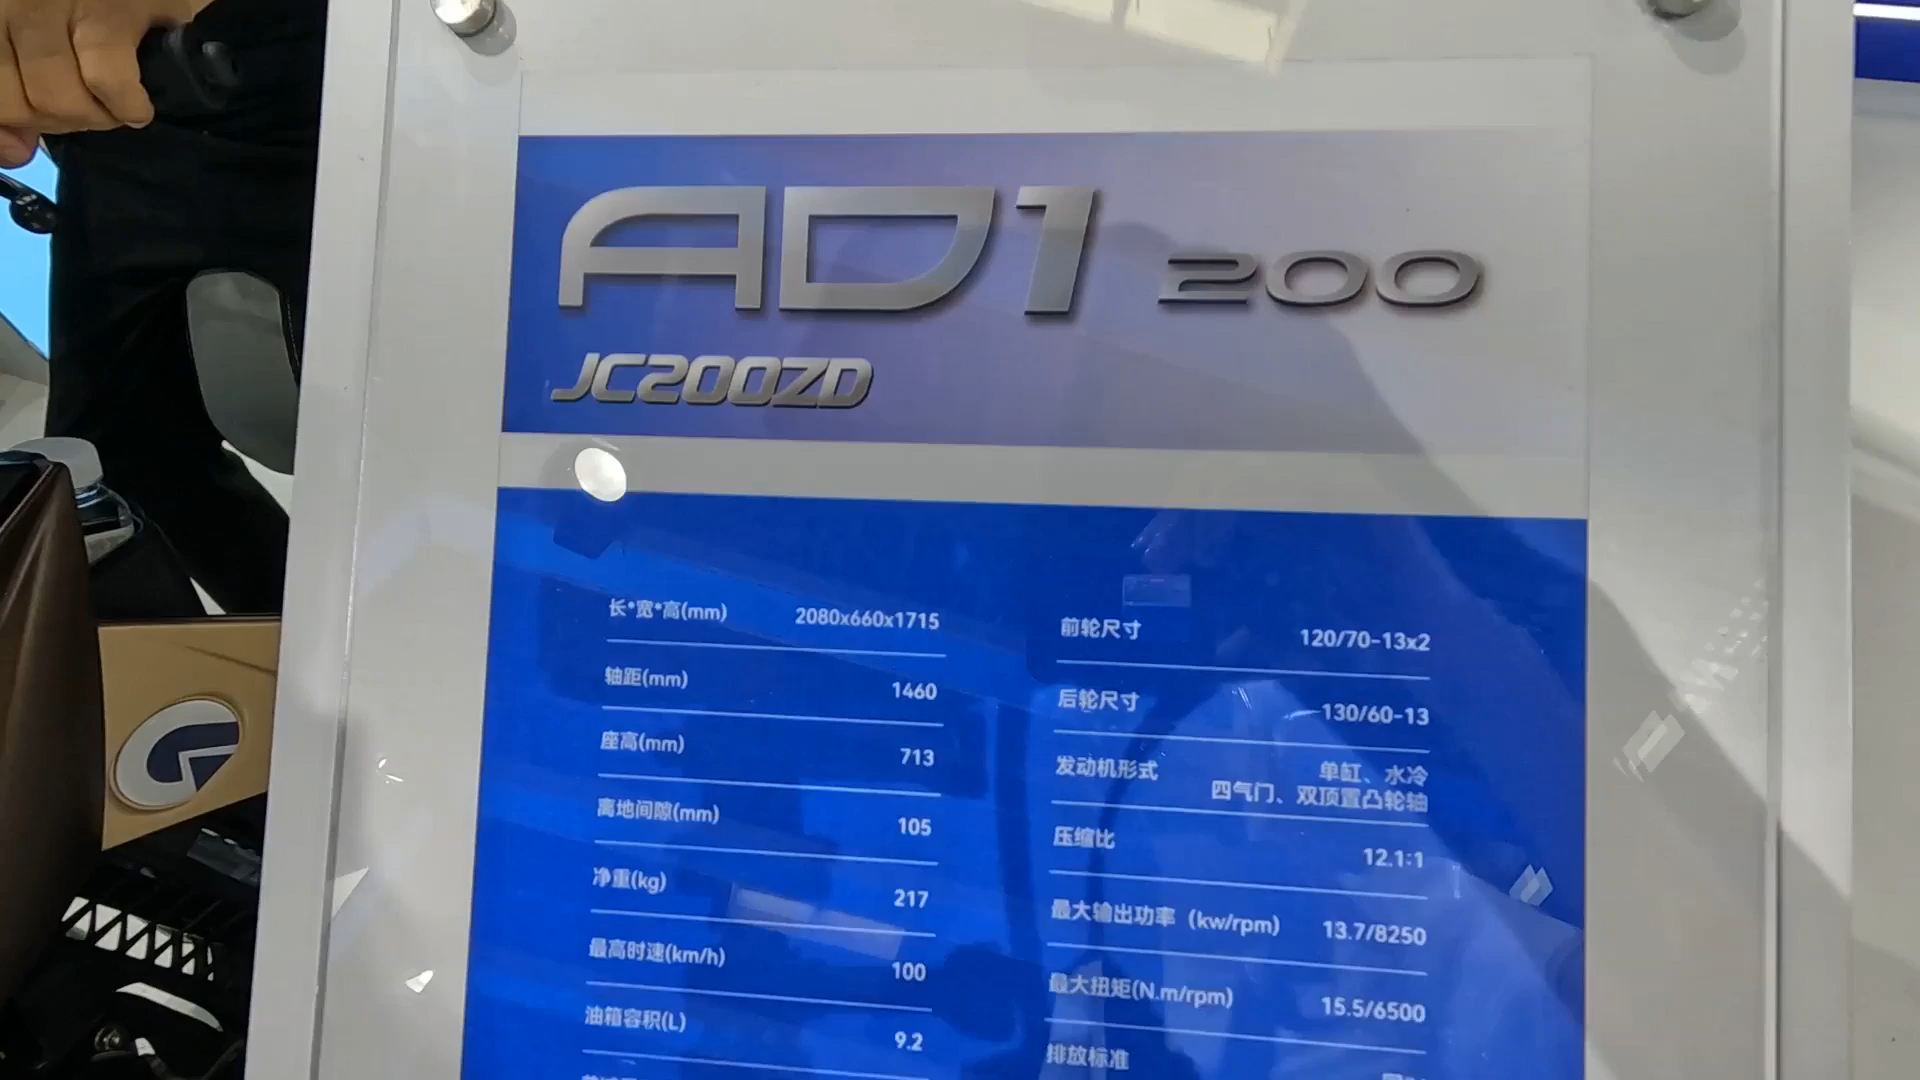 AD1 200
JC200ZD
长*宽*高(mm) 2080x660x1715
轴距(mm) 1460
座高(mm) 713
离地间隙(mm) 105
净重(kg) 217
最高时速(km/h) 100
油箱容积(L) 9.2
前轮尺寸 120/70-13x2
后轮尺寸 130/60-13
发动机形式 单缸、水冷
四气门、双顶置凸轮轴
压缩比 12.1:1
最大输出功率（kw/rpm) 13.7/8250
最大扭矩(N.m/rpm) 15.5/6500
排放标准